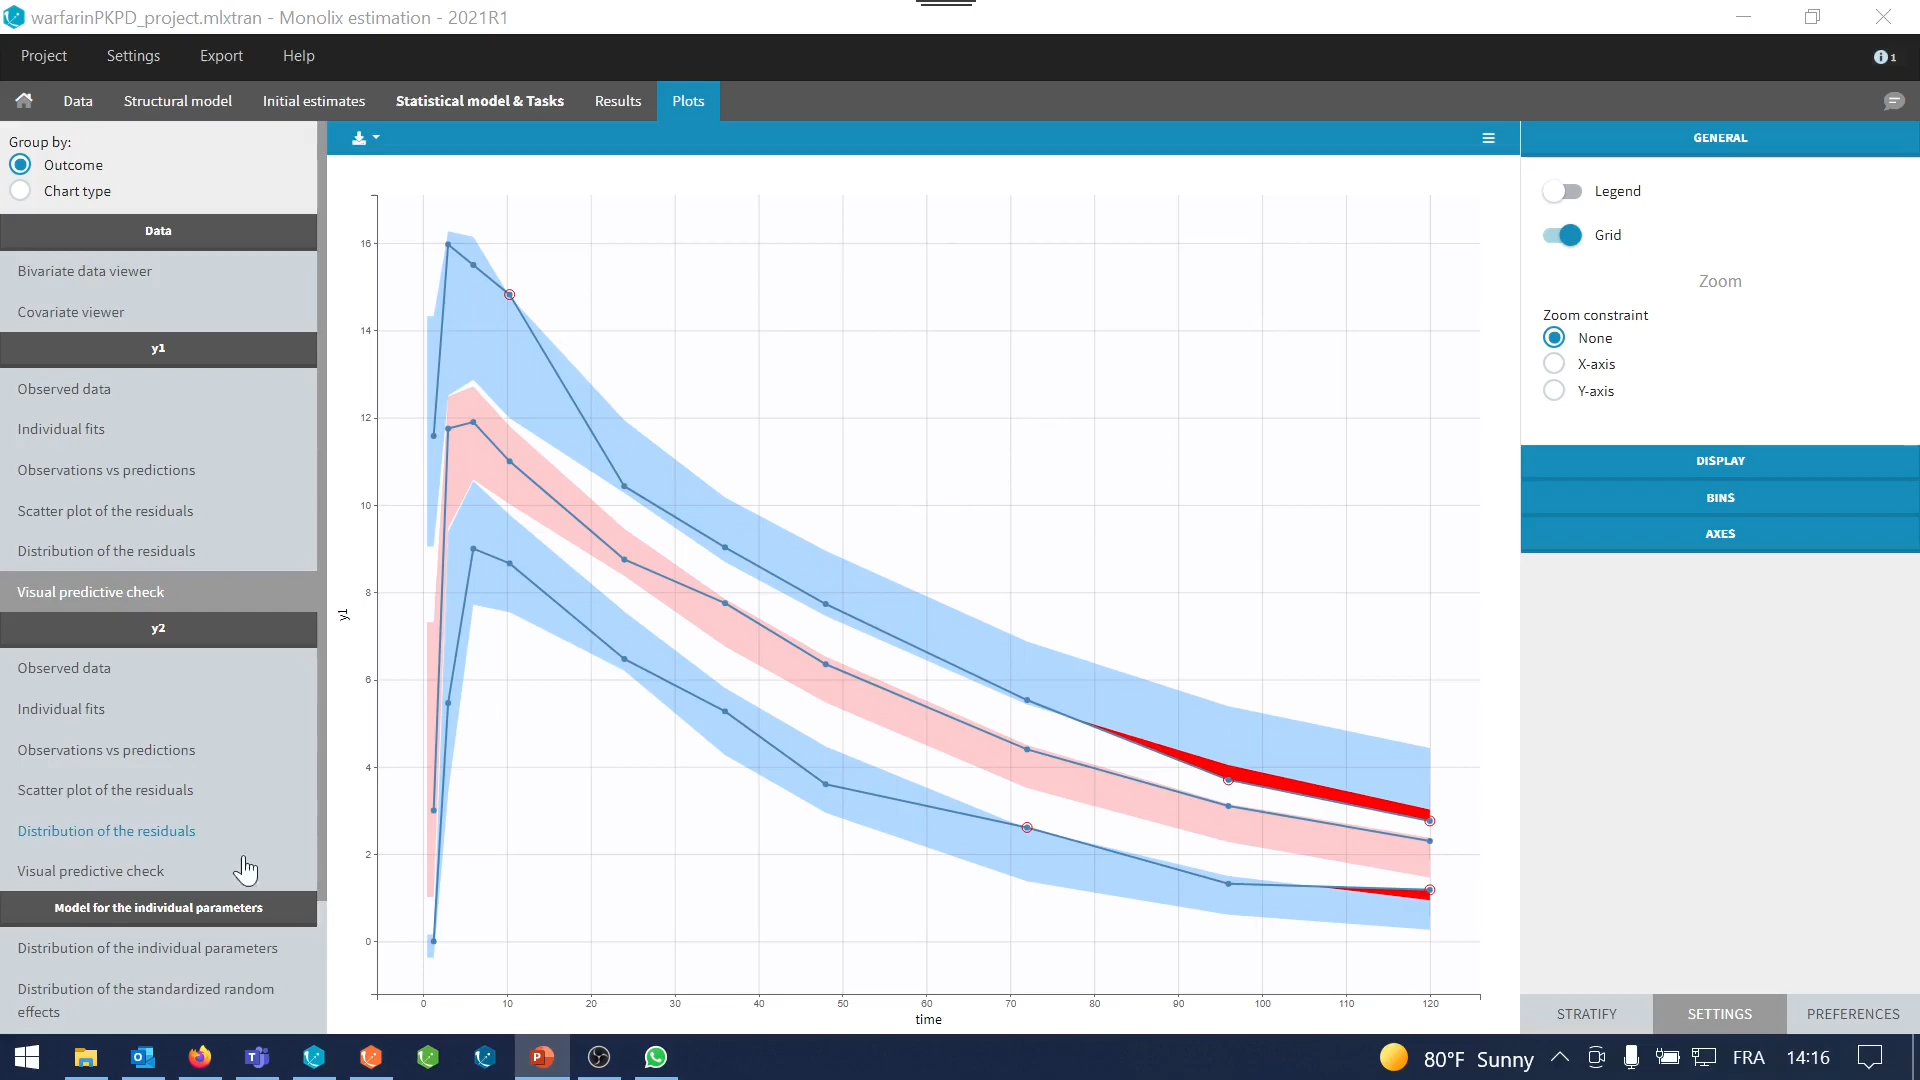 warfarinPKPD_project.mlxtran - Monolix estimation - 2021R1
Project Settings Export Help
1
Data Structural model Initial estimates Statistical model & Tasks Results Plots
Group by:
Outcome
Chart type
Data
Bivariate data viewer
Covariate viewer
y1
Observed data
Individual fits
Observations vs predictions
Scatter plot of the residuals
Distribution of the residuals
Visual predictive check
y2
Observed data
Individual fits
Observations vs predictions
Scatter plot of the residuals
Distribution of the residuals
Visual predictive check
Model for the individual parameters
Distribution of the individual parameters
Distribution of the standardized random
effects
16
14
12
10
8
6
4
2
0
y1
0 10 20 30 40 50 60 70 80 90 100 110 120
time
GENERAL
Legend
Grid
Zoom
Zoom constraint
None
X-axis
Y-axis
DISPLAY
BINS
AXES
STRATIFY SETTINGS PREFERENCES
80°F Sunny FRA 14:16